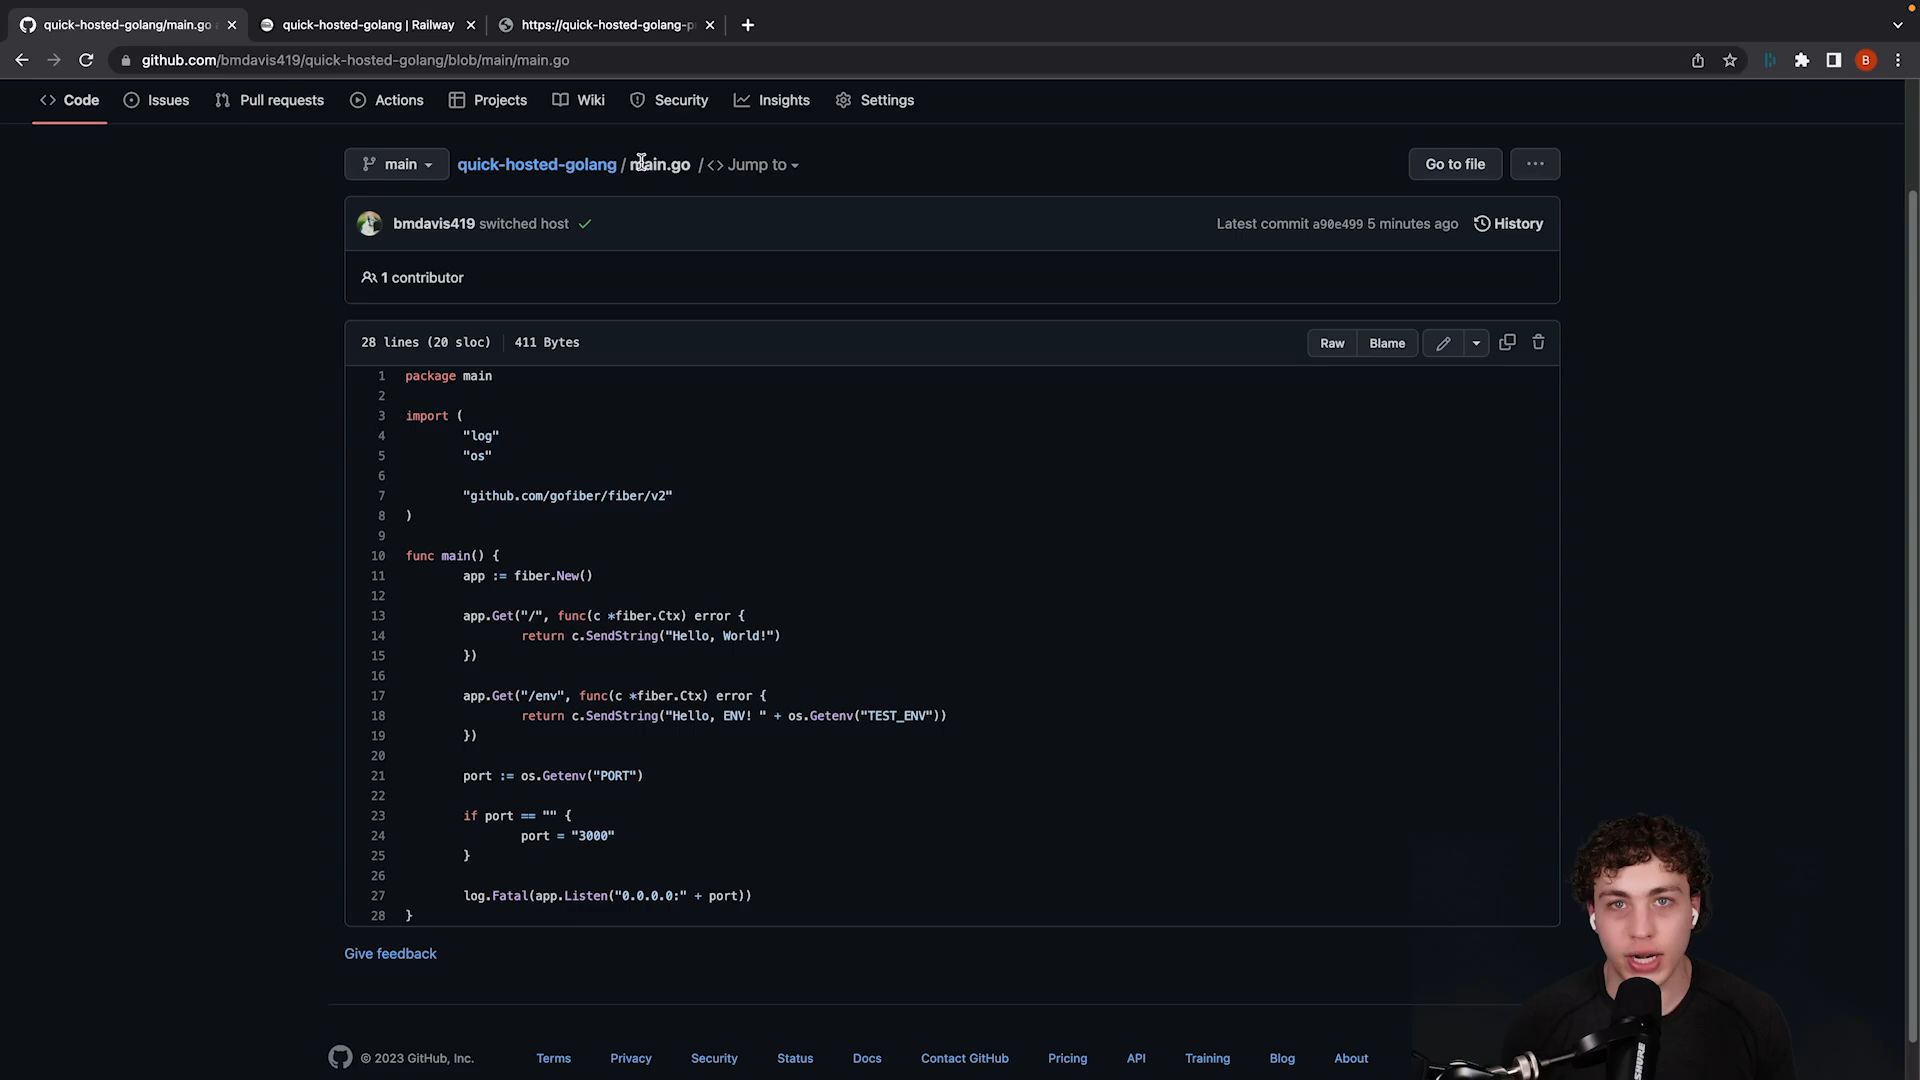 quick-hosted-golang/main.go
quick-hosted-golang | Railway
https://quick-hosted-golang-p
github.com/bmdavis419/quick-hosted-golang/blob/main/main.go
B
Code Issues Pull requests Actions Projects Wiki Security Insights Settings
main quick-hosted-golang / main.go / <> Jump to Go to file ...
bmdavis419 switched host Latest commit a90e499 5 minutes ago History
1 contributor
28 lines (20 sloc) 411 Bytes Raw Blame
1 package main
2
3 import (
4 "log"
5 "os"
6
7 "github.com/gofiber/fiber/v2"
8 )
9
10 func main() {
11 app := fiber.New()
12
13 app.Get("/", func(c *fiber.Ctx) error {
14 return c.SendString("Hello, World!")
15 })
16
17 app.Get("/env", func(c *fiber.Ctx) error {
18 return c.SendString("Hello, ENV! " + os.Getenv("TEST_ENV"))
19 })
20
21 port := os.Getenv("PORT")
22
23 if port == "" {
24 port = "3000"
25 }
26
27 log.Fatal(app.Listen("0.0.0.0:" + port))
28 }
Give feedback
© 2023 GitHub, Inc. Terms Privacy Security Status Docs Contact GitHub Pricing API Training Blog About
SHURE